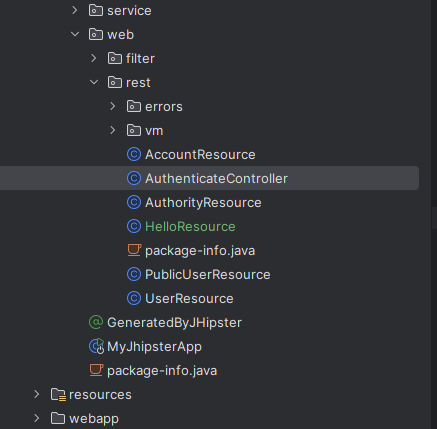 service
web
filter
rest
errors
vm
AccountResource
AuthenticateController
AuthorityResource
HelloResource
package-info.java
PublicUserResource
UserResource
GeneratedByJHipster
MyJhipsterApp
package-info.java
resources
webapp